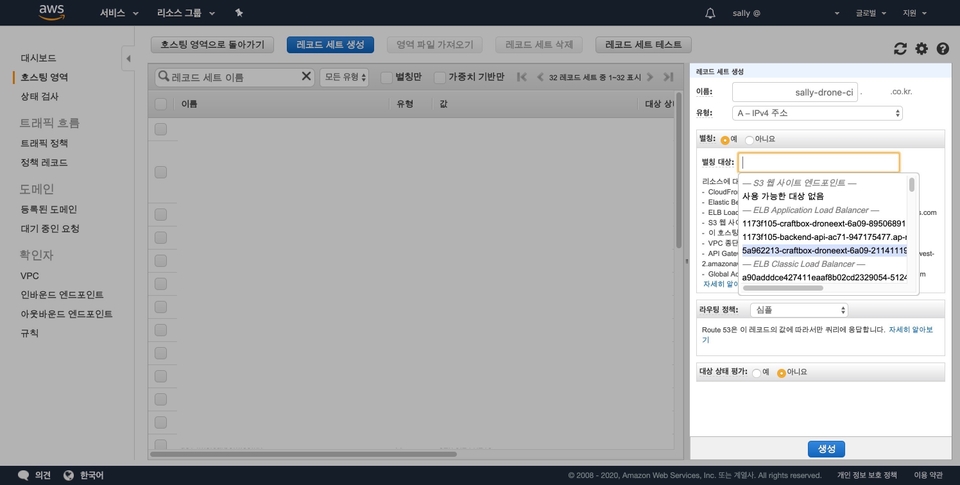 aws 서비스 리소스 그룹 sally @ 글로벌 지원
대시보드
호스팅 영역
상태 검사
트래픽 흐름
트래픽 정책
정책 레코드
도메인
등록된 도메인
대기 중인 요청
확인자
VPC
인바운드 엔드포인트
아웃바운드 엔드포인트
규칙
호스팅 영역으로 돌아가기 레코드 세트 생성 영역 파일 가져오기 레코드 세트 삭제 레코드 세트 테스트
레코드 세트 이름 모든 유형 별칭만 가중치 기반만 32 레코드 세트 중 1~32 표시
이름 유형 값 대상 상태
레코드 세트 생성
이름: sally-drone-ci . .co.kr.
유형: A – IPv4 주소
별칭: 예 아니요
별칭 대상:
— S3 웹 사이트 엔드포인트 —
사용 가능한 대상 없음
— ELB Application Load Balancer —
1173f105-craftbox-droneext-6a09-89506891
1173f105-backend-api-ac71-947175477.ap-r
5a962213-craftbox-droneext-6a09-21141119
— ELB Classic Load Balancer —
a90adddce427411eaaf8b02cd2329054-5124
리소스에 대
- CloudFron
- Elastic Be
- ELB Load s.com
- S3 웹 사
- 이 호스팅
- VPC 종단
- API Gatew west-
2.amazonaw
- Global Ac m
자세히 알아
라우팅 정책: 심플
Route 53은 이 레코드의 값에 따라서만 쿼리에 응답합니다. 자세히 알아보
기
대상 상태 평가: 예 아니요
생성
의견 한국어 © 2008 - 2020, Amazon Web Services, Inc. 또는 계열사. All rights reserved. 개인 정보 보호 정책 이용 약관